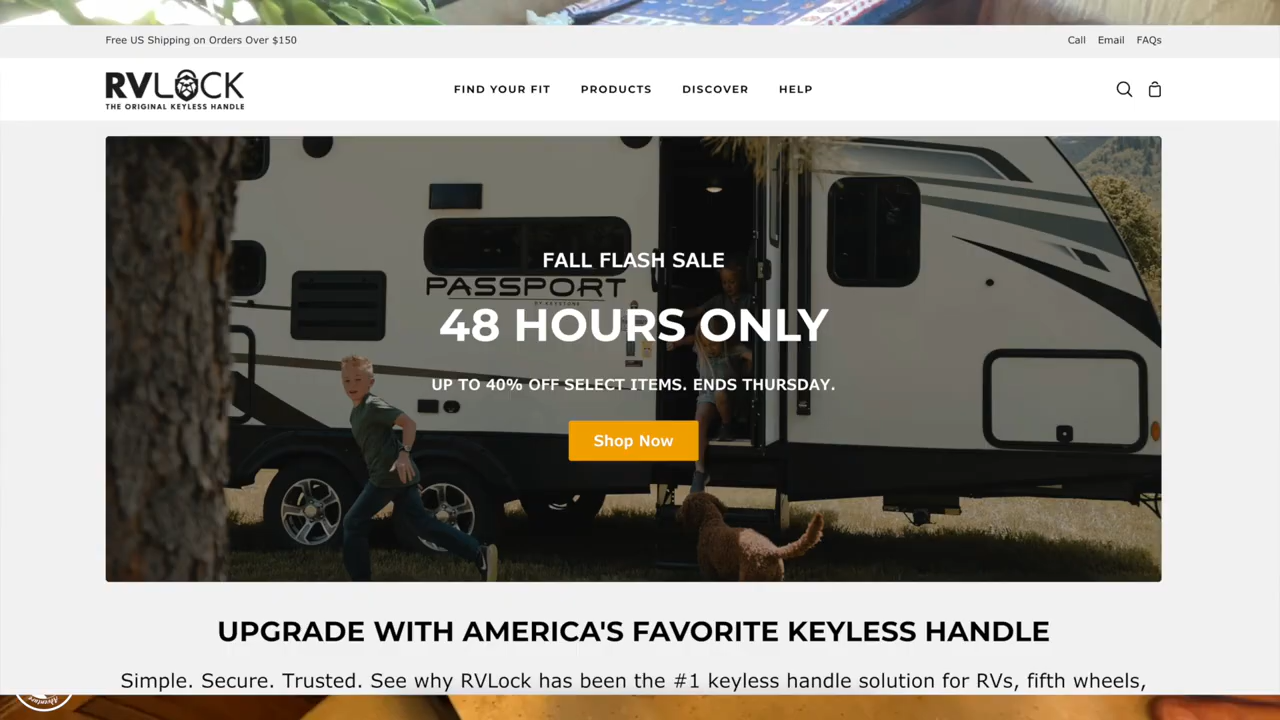 Free US Shipping on Orders Over $150
Call Email FAQs
RVLOCK
THE ORIGINAL KEYLESS HANDLE
FIND YOUR FIT PRODUCTS DISCOVER HELP
FALL FLASH SALE
PASSPORT
BY KEYSTONE
48 HOURS ONLY
UP TO 40% OFF SELECT ITEMS. ENDS THURSDAY.
Shop Now
UPGRADE WITH AMERICA'S FAVORITE KEYLESS HANDLE
Simple. Secure. Trusted. See why RVLock has been the #1 keyless handle solution for RVs, fifth wheels,